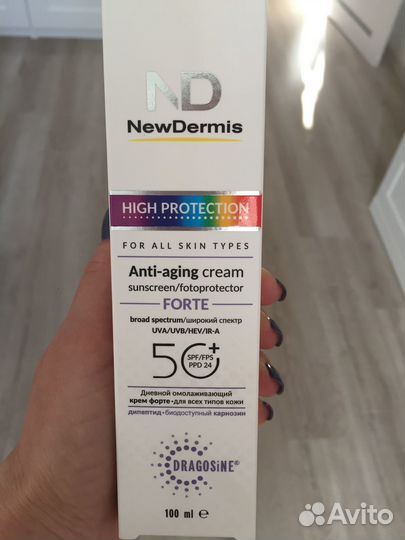 ND
NewDermis
HIGH PROTECTION
FOR ALL SKIN TYPES
Anti-aging cream
sunscreen/fotoprotector
FORTE
broad spectrum/широкий спектр
UVA/UVB/HEV/IR-A
50+
SPF/FPS
PPD 24
Дневной омолаживающий
крем форте - для всех типов кожи
дипептид - биодоступный карнозин
DRAGOSiNE®
100 ml ℮
Avito